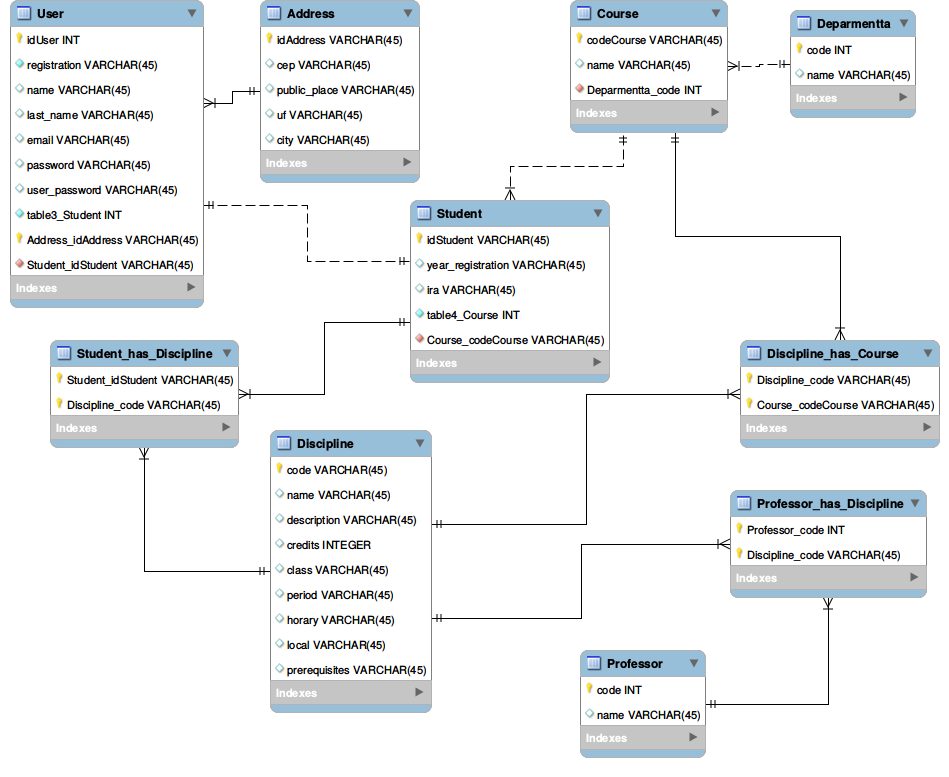 User
idUser INT
registration VARCHAR(45)
name VARCHAR(45)
last_name VARCHAR(45)
email VARCHAR(45)
password VARCHAR(45)
user_password VARCHAR(45)
table3_Student INT
Address_idAddress VARCHAR(45)
Student_idStudent VARCHAR(45)
Indexes
Address
idAddress VARCHAR(45)
cep VARCHAR(45)
public_place VARCHAR(45)
uf VARCHAR(45)
city VARCHAR(45)
Indexes
Course
codeCourse VARCHAR(45)
name VARCHAR(45)
Deparmentta_code INT
Indexes
Deparmentta
code INT
name VARCHAR(45)
Indexes
Student
idStudent VARCHAR(45)
year_registration VARCHAR(45)
ira VARCHAR(45)
table4_Course INT
Course_codeCourse VARCHAR(45)
Indexes
Student_has_Discipline
Student_idStudent VARCHAR(45)
Discipline_code VARCHAR(45)
Indexes
Discipline_has_Course
Discipline_code VARCHAR(45)
Course_codeCourse VARCHAR(45)
Indexes
Discipline
code VARCHAR(45)
name VARCHAR(45)
description VARCHAR(45)
credits INTEGER
class VARCHAR(45)
period VARCHAR(45)
horary VARCHAR(45)
local VARCHAR(45)
prerequisites VARCHAR(45)
Indexes
Professor_has_Discipline
Professor_code INT
Discipline_code VARCHAR(45)
Indexes
Professor
code INT
name VARCHAR(45)
Indexes